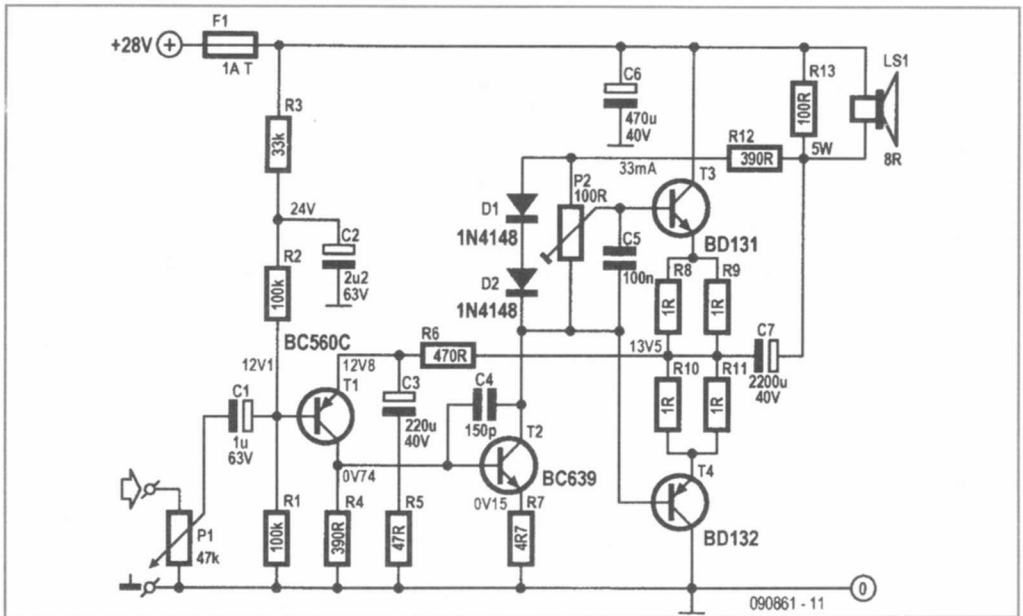 F1
+28V
1A T
LS1
C6
470u
40V
R13
100R
5W
8R
R3
33k
R12
390R
33mA
T3
P2
100R
24V
D1
1N4148
BD131
C2
2u2
63V
C5
100n
R2
100k
D2
1N4148
R8
1R
R9
1R
BC560C
R6
470R
13V5
C7
2200u
40V
12V1
12V8
T1
C3
220u
40V
C4
150p
R10
1R
R11
1R
C1
1u
63V
T2
BC639
T4
0V74
0V15
BD132
P1
47k
R1
100k
R4
390R
R5
47R
R7
4R7
0
090861 - 11